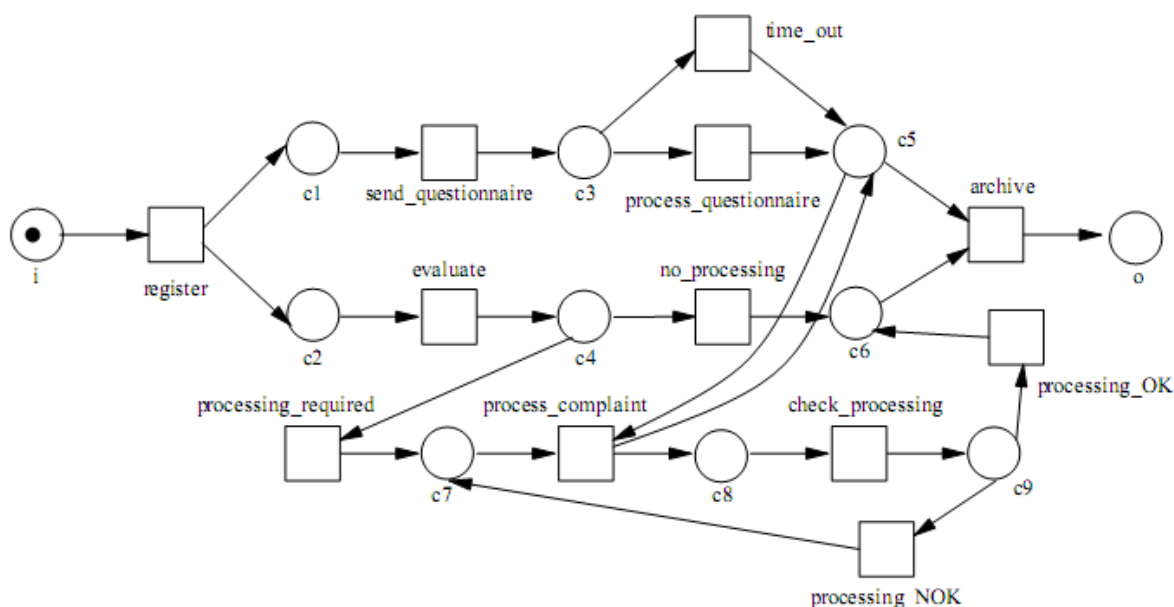 time_out
c5
archive
c1
send_questionnaire
c3
process_questionnaire
i
register
evaluate
no_processing
o
c2
c4
c6
processing_OK
processing_required
process_complaint
check_processing
c7
c8
c9
processing_NOK